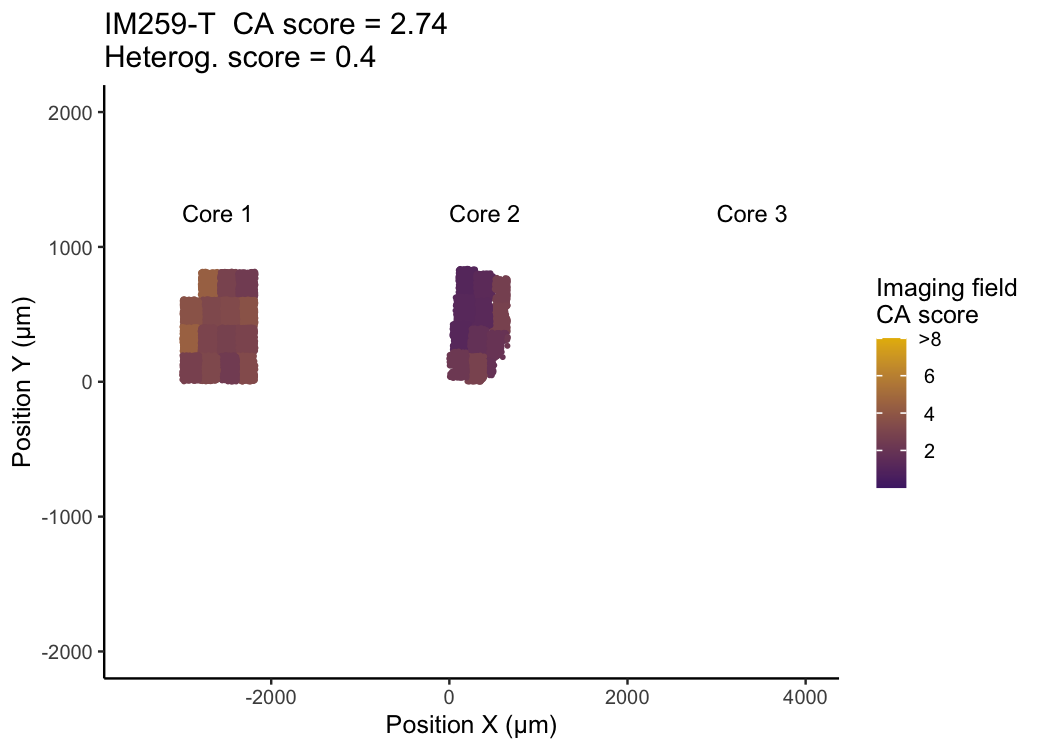 IM259-T  CA score = 2.74
Heterog. score = 0.4
2000
1000
0
-1000
-2000
Position Y (µm)
Core 1
Core 2
Core 3
-2000
0
2000
4000
Position X (µm)
Imaging field
CA score
>8
6
4
2